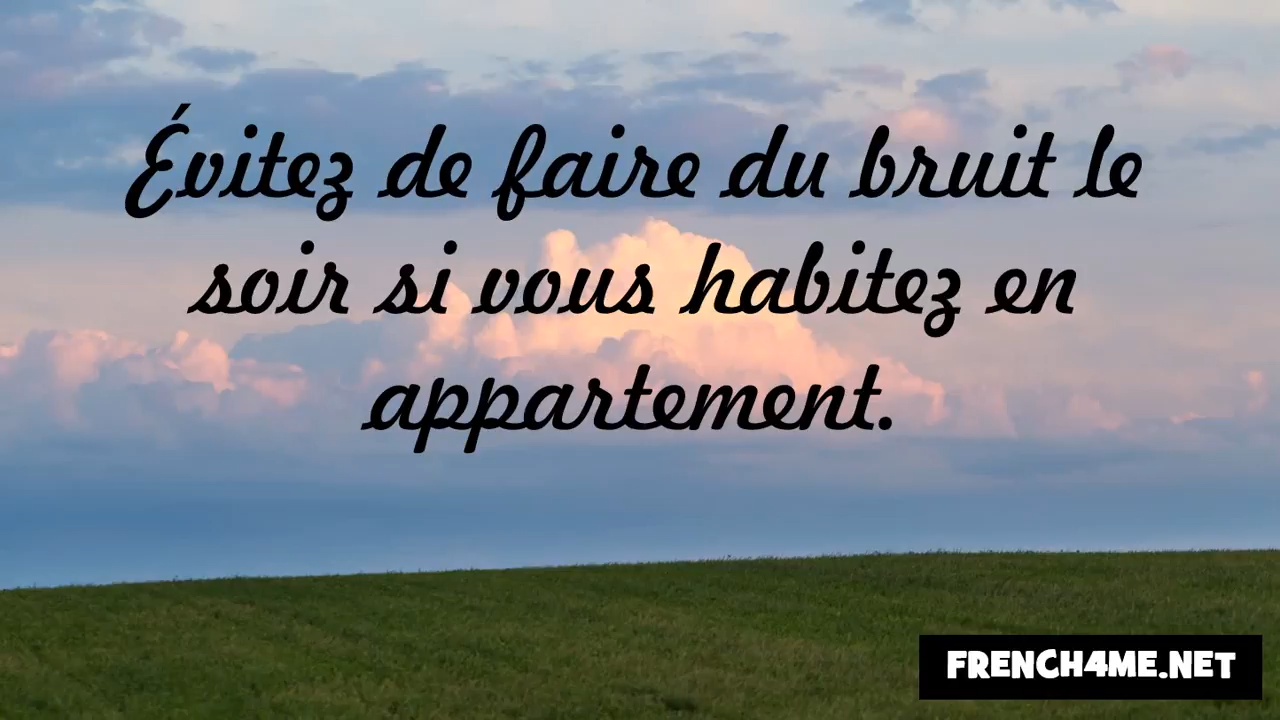 Évitez de faire du bruit le
soir si vous habitez en
appartement.
FRENCH4ME.NET